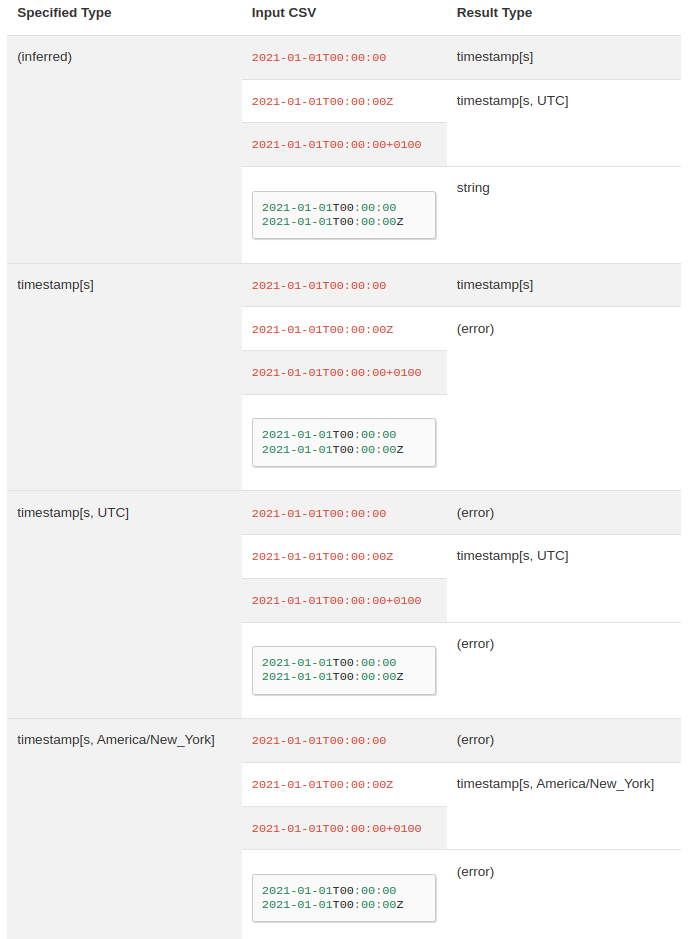 Specified Type Input CSV Result Type
(inferred) 2021-01-01T00:00:00 timestamp[s]
2021-01-01T00:00:00Z timestamp[s, UTC]
2021-01-01T00:00:00+0100
string
2021-01-01T00:00:00
2021-01-01T00:00:00Z
timestamp[s] 2021-01-01T00:00:00 timestamp[s]
2021-01-01T00:00:00Z (error)
2021-01-01T00:00:00+0100
2021-01-01T00:00:00
2021-01-01T00:00:00Z
timestamp[s, UTC] 2021-01-01T00:00:00 (error)
2021-01-01T00:00:00Z timestamp[s, UTC]
2021-01-01T00:00:00+0100
(error)
2021-01-01T00:00:00
2021-01-01T00:00:00Z
timestamp[s, America/New_York] 2021-01-01T00:00:00 (error)
2021-01-01T00:00:00Z timestamp[s, America/New_York]
2021-01-01T00:00:00+0100
(error)
2021-01-01T00:00:00
2021-01-01T00:00:00Z